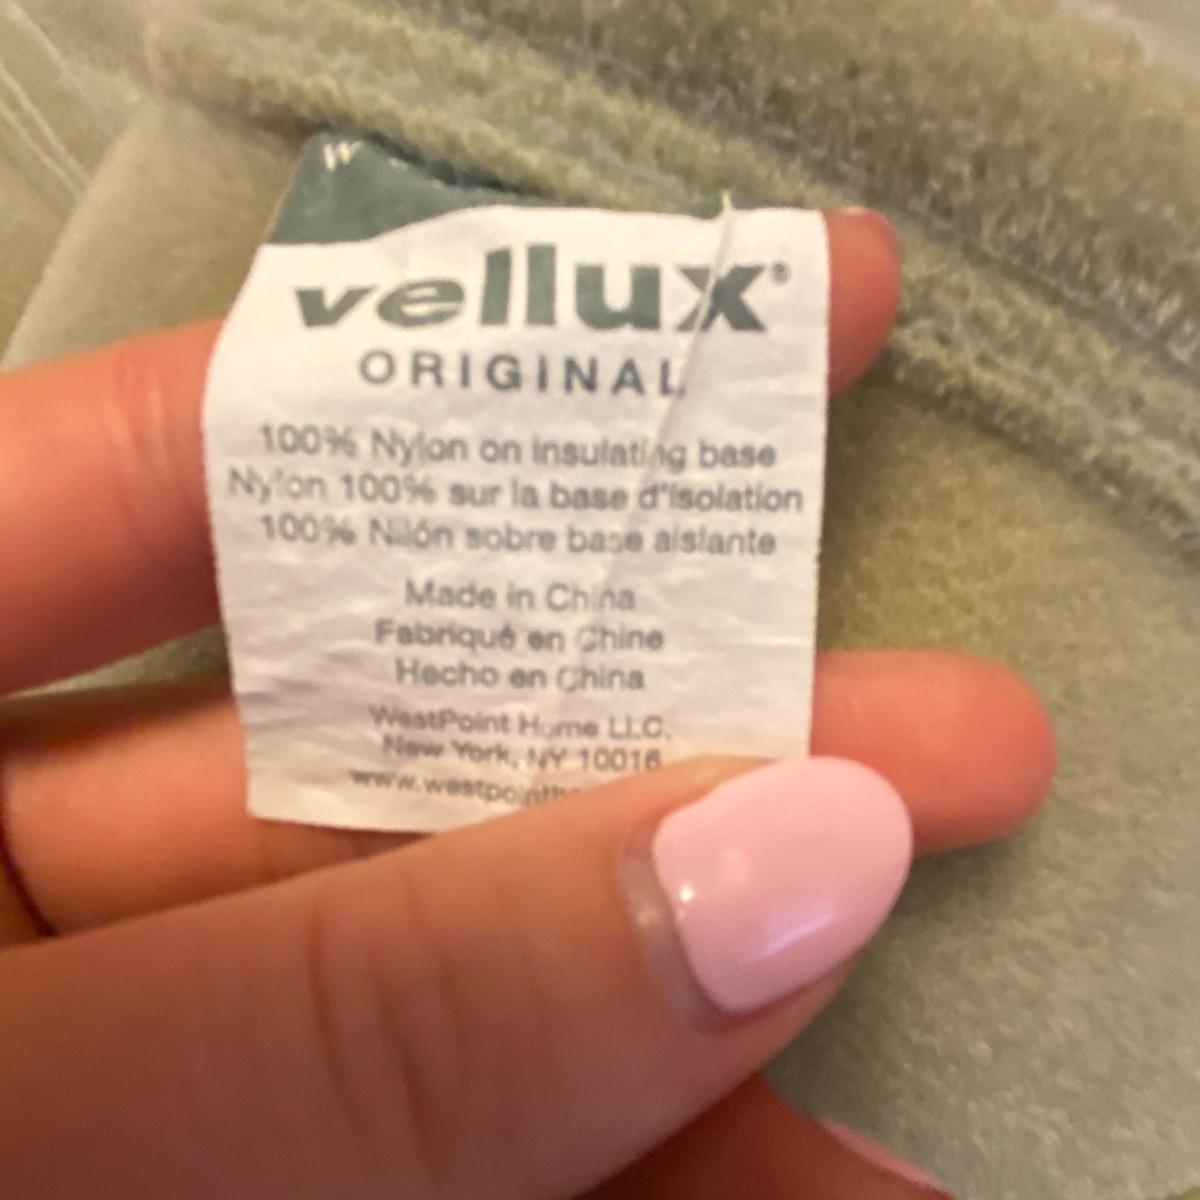 vellux®
ORIGINAL
100% Nylon on insulating base
Nylon 100% sur la base d'isolation
100% Nilón sobre base aislante
Made in China
Fabriqué en Chine
Hecho en China
WestPoint Home LLC.
New York, NY 10016